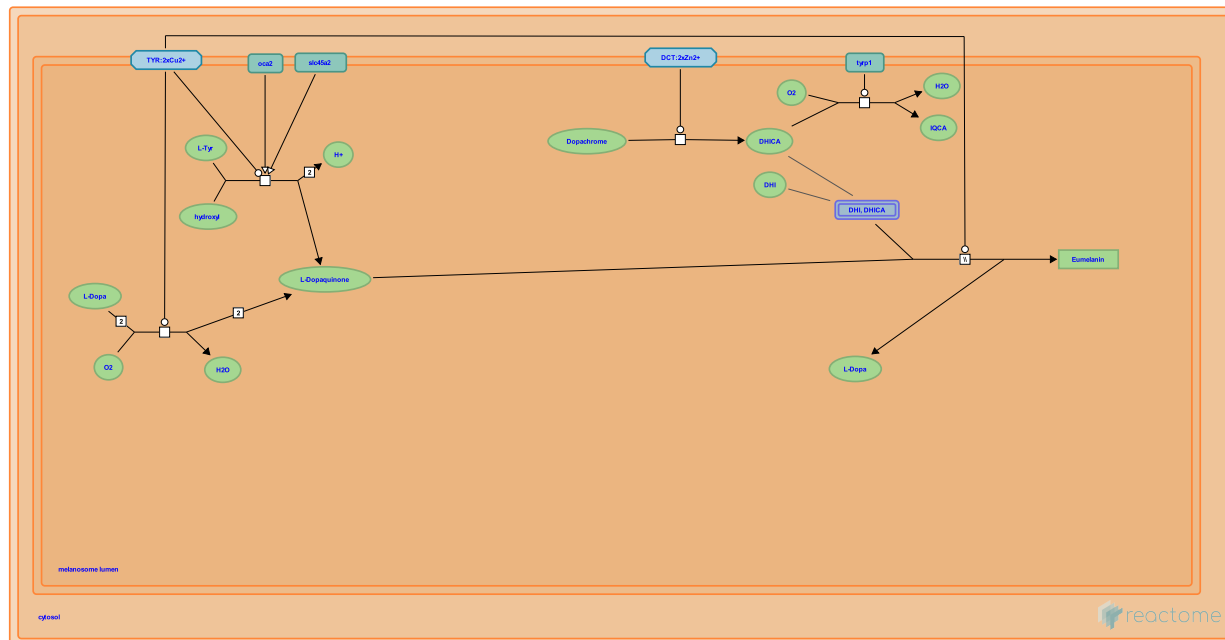 TYR:2xCu2+
oca2
slc45a2
DCT:2xZn2+
tyrp1
O2
H2O
IQCA
L-Tyr
H+
2
hydroxyl
Dopachrome
DHICA
DHI
DHI, DHICA
L-Dopaquinone
\\
Eumelanin
L-Dopa
2
2
O2
H2O
L-Dopa
melanosome lumen
cytosol
reactome